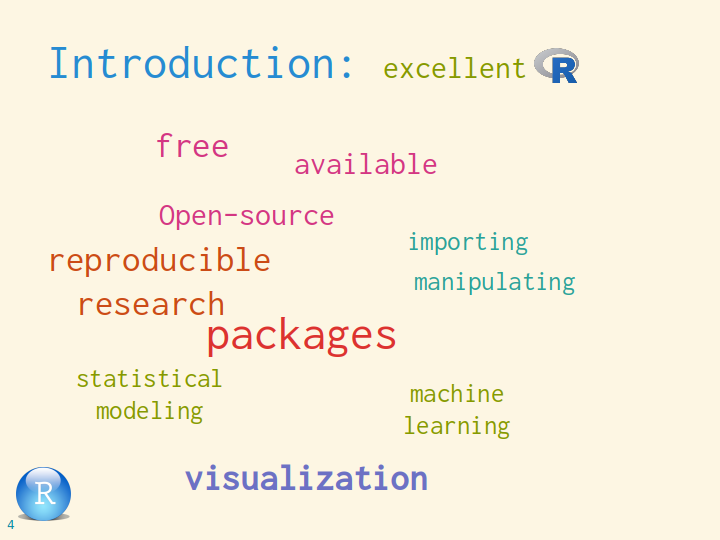 Introduction: excellent R
free
available
Open-source
importing
reproducible
manipulating
research
packages
statistical
modeling
machine
learning
visualization
R
4